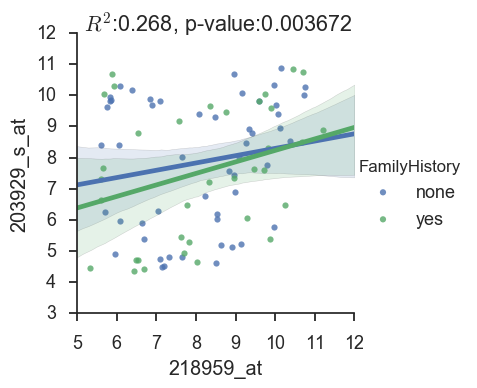 R²:0.268, p-value:0.003672
12
11
10
9
8
7
6
5
4
3
203929_s_at
5 6 7 8 9 10 11 12
218959_at
FamilyHistory
none
yes